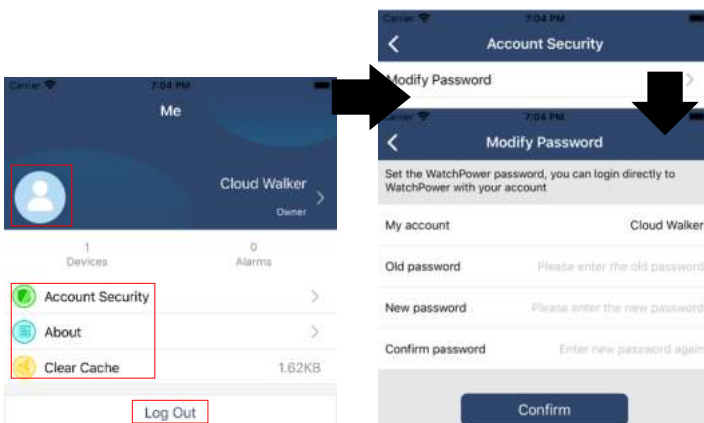 Carrier 7:04 PM
Me
Cloud Walker
Owner
1
Devices
0
Alarms
Account Security
About
Clear Cache 1.62KB
Log Out
Carrier 7:04 PM
Account Security
Modify Password
Carrier 7:04 PM
Modify Password
Set the WatchPower password, you can login directly to
WatchPower with your account
My account Cloud Walker
Old password Please enter the old password
New password Please enter the new password
Confirm password Enter new password again
Confirm